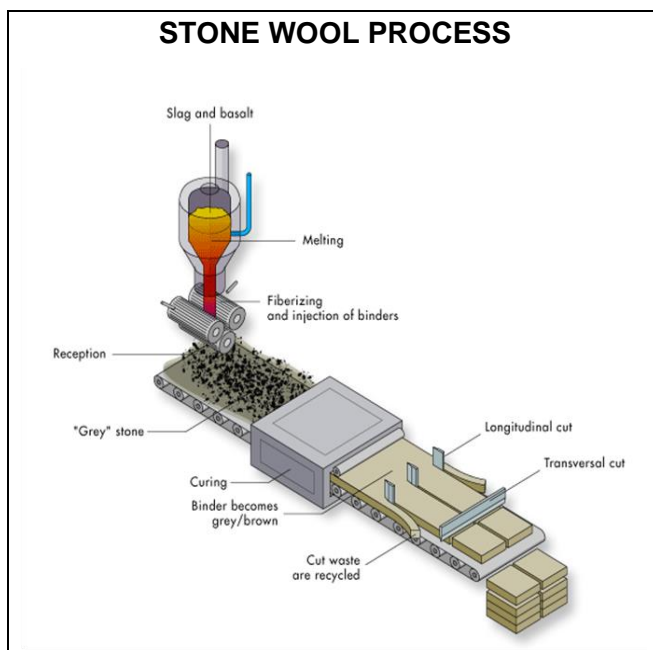 STONE WOOL PROCESS
Slag and basalt
Melting
Fiberizing
and injection of binders
Reception
"Grey" stone
Longitudinal cut
Transversal cut
Curing
Binder becomes
grey/brown
Cut waste
are recycled